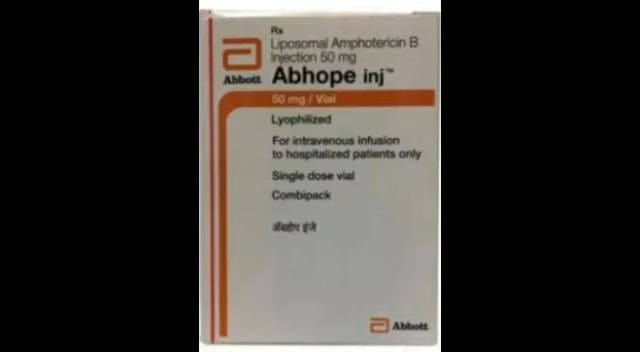 Rx
Liposomal Amphotericin B
Injection 50 mg
Abbott
Abhope inj™
50 mg / Vial
Lyophilized
For intravenous infusion
to hospitalized patients only
Single dose vial
Combipack
ॲबहोप इंजे
Abbott